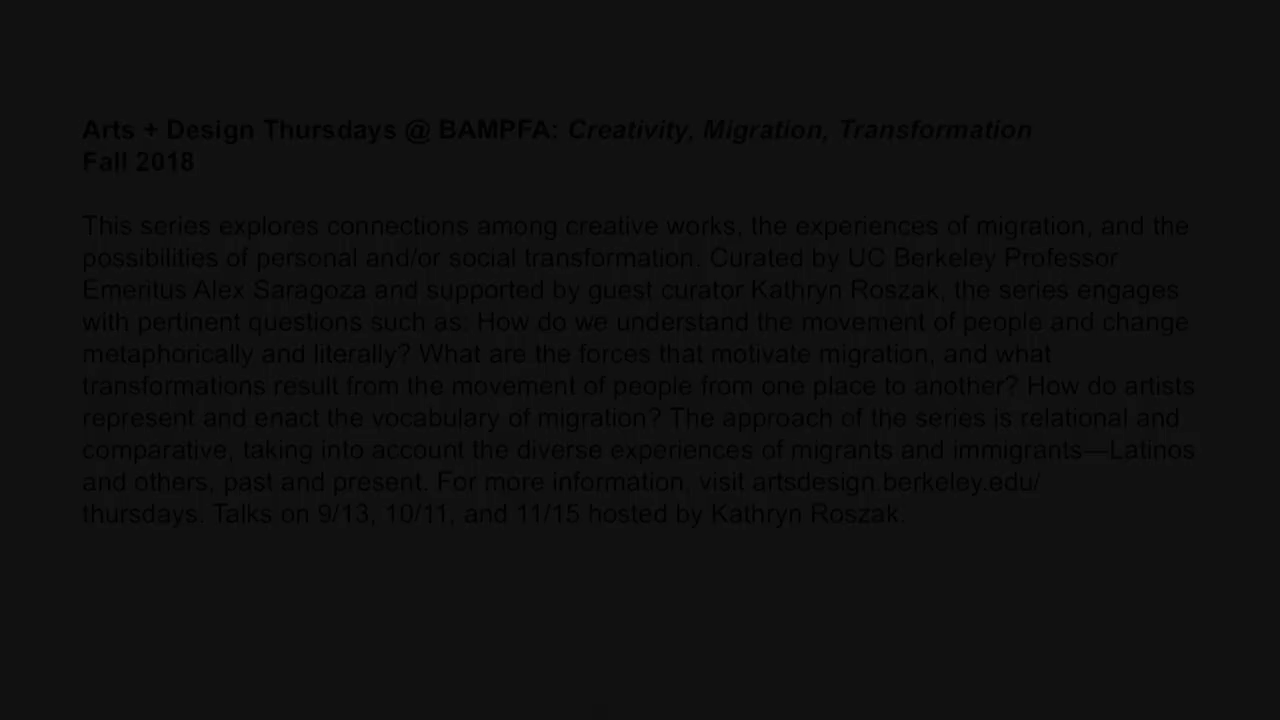 Arts + Design Thursdays @ BAMPFA: Creativity, Migration, Transformation
Fall 2018
This series explores connections among creative works, the experiences of migration, and the
possibilities of personal and/or social transformation. Curated by UC Berkeley Professor
Emeritus Alex Saragoza and supported by guest curator Kathryn Roszak, the series engages
with pertinent questions such as: How do we understand the movement of people and change
metaphorically and literally? What are the forces that motivate migration, and what
transformations result from the movement of people from one place to another? How do artists
represent and enact the vocabulary of migration? The approach of the series is relational and
comparative, taking into account the diverse experiences of migrants and immigrants—Latinos
and others, past and present. For more information, visit artsdesign.berkeley.edu/
thursdays. Talks on 9/13, 10/11, and 11/15 hosted by Kathryn Roszak.